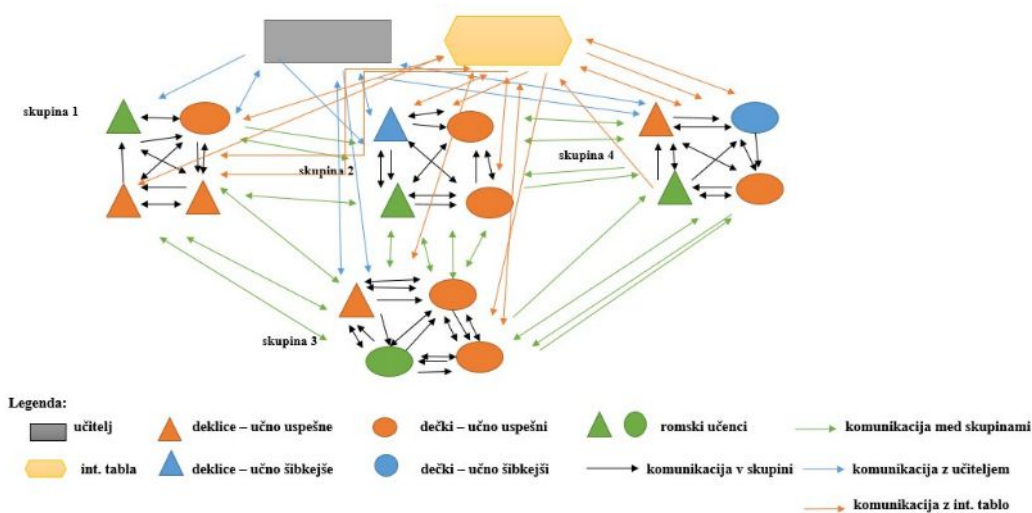 skupina 1
skupina 2
skupina 4
skupina 3
Legenda:
učitelj
deklice – učno uspešne
dečki – učno uspešni
romski učenci
komunikacija med skupinami
int. tabla
deklice – učno šibkejše
dečki – učno šibkejši
komunikacija v skupini
komunikacija z učiteljem
komunikacija z int. tablo